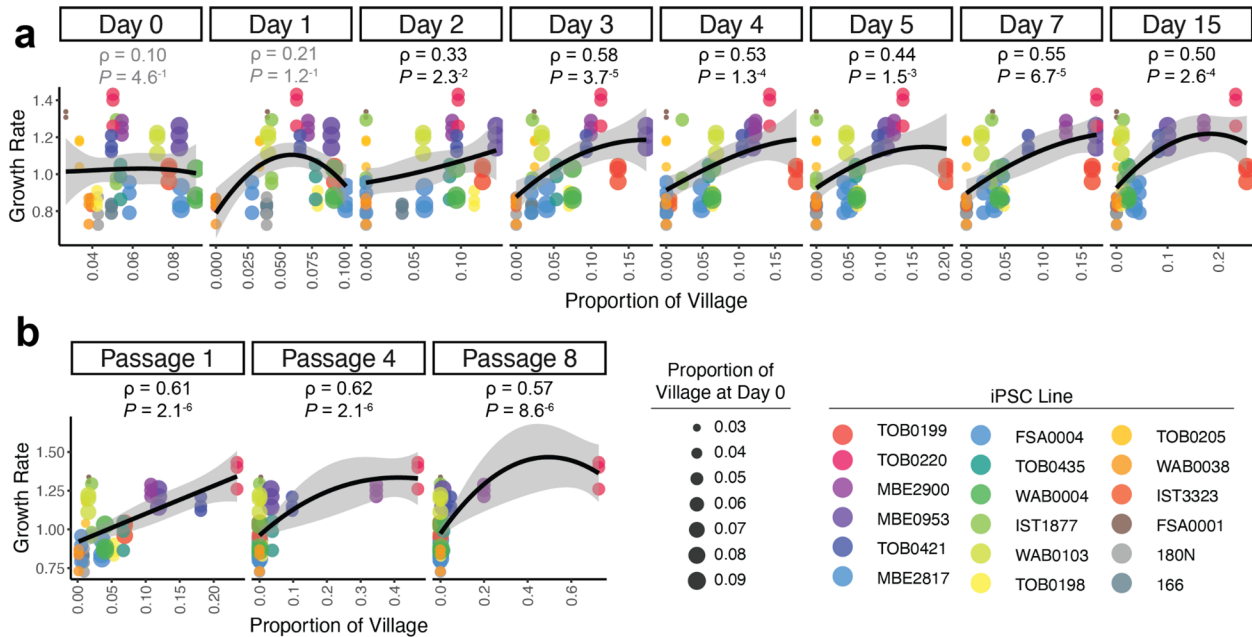 a
Day 0 Day 1 Day 2 Day 3 Day 4 Day 5 Day 7 Day 15
ρ = 0.10 ρ = 0.21 ρ = 0.33 ρ = 0.58 ρ = 0.53 ρ = 0.44 ρ = 0.55 ρ = 0.50
P = 4.6⁻¹ P = 1.2⁻¹ P = 2.3⁻² P = 3.7⁻⁵ P = 1.3⁻⁴ P = 1.5⁻³ P = 6.7⁻⁵ P = 2.6⁻⁴
Growth Rate
1.4
1.2
1.0
0.8
0.04 0.06 0.08 0.000 0.025 0.050 0.075 0.100 0.00 0.05 0.10 0.00 0.05 0.10 0.15 0.00 0.05 0.10 0.15 0.00 0.05 0.10 0.15 0.20 0.00 0.05 0.10 0.15 0.0 0.1 0.2
Proportion of Village
b
Passage 1 Passage 4 Passage 8
ρ = 0.61 ρ = 0.62 ρ = 0.57
P = 2.1⁻⁶ P = 2.1⁻⁶ P = 8.6⁻⁶
Growth Rate
1.50
1.25
1.00
0.75
0.00 0.05 0.10 0.15 0.20 0.0 0.2 0.4 0.0 0.2 0.4 0.6
Proportion of Village
Proportion of
Village at Day 0
0.03
0.04
0.05
0.06
0.07
0.08
0.09
iPSC Line
TOB0199 FSA0004 TOB0205
TOB0220 TOB0435 WAB0038
MBE2900 WAB0004 IST3323
MBE0953 IST1877 FSA0001
TOB0421 WAB0103 180N
MBE2817 TOB0198 166